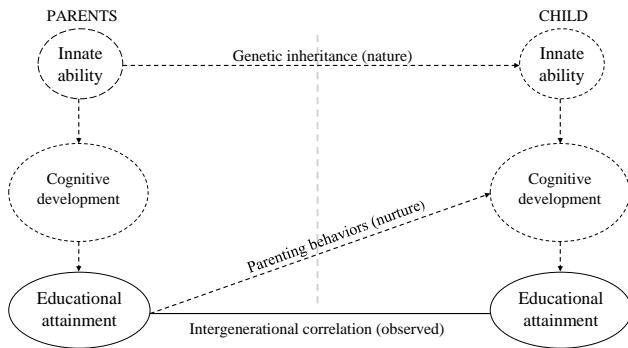 PARENTS
CHILD
Innate
ability
Genetic inheritance (nature)
Innate
ability
Cognitive
development
Parenting behaviors (nurture)
Cognitive
development
Educational
attainment
Intergenerational correlation (observed)
Educational
attainment